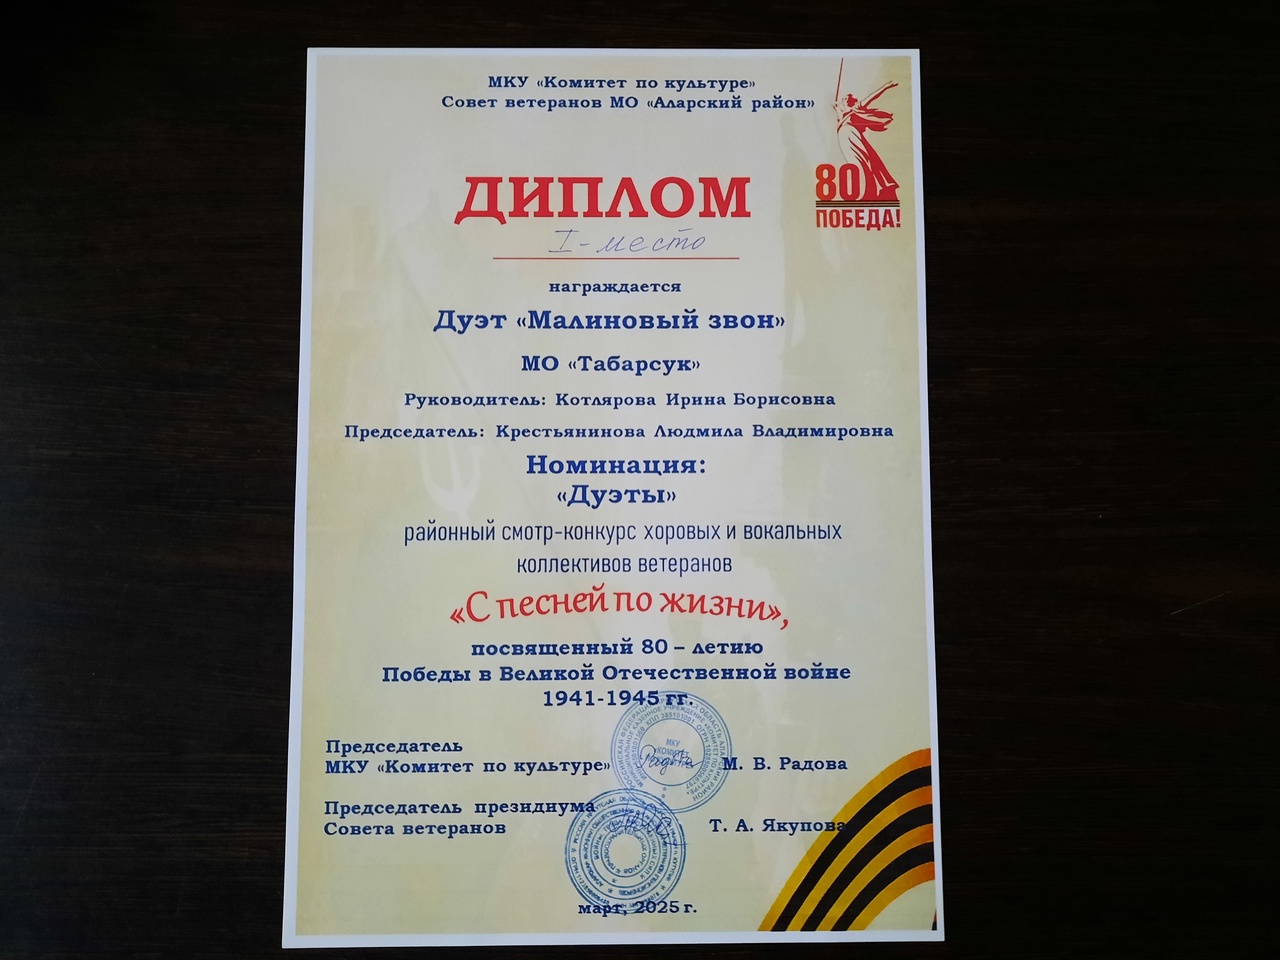 МКУ «Комитет по культуре»
Совет ветеранов МО «Аларский район»
80
ПОБЕДА!
ДИПЛОМ
I-место
награждается
Дуэт «Малиновый звон»
МО «Табарсук»
Руководитель: Котлярова Ирина Борисовна
Председатель: Крестьянинова Людмила Владимировна
Номинация:
«Дуэты»
районный смотр-конкурс хоровых и вокальных
коллективов ветеранов
«С песней по жизни»,
посвященный 80 – летию
Победы в Великой Отечественной войне
1941-1945 гг.
Председатель
МКУ «Комитет по культуре»
М. В. Радова
Председатель президиума
Совета ветеранов
Т. А. Якупова
март, 2025 г.